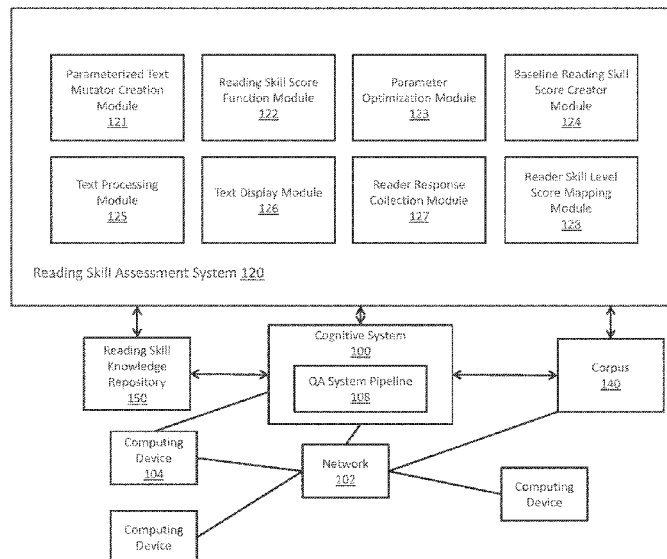 Parameterized Text
Mutator Creation
Module
121
Reading Skill Score
Function Module
122
Parameter
Optimization Module
123
Baseline Reading Skill
Score Creator
Module
124
Text Processing
Module
125
Text Display Module
126
Reader Response
Collection Module
127
Reader Skill Level
Score Mapping
Module
128
Reading Skill Assessment System 120
Reading Skill
Knowledge
Repository
150
Cognitive System
100
QA System Pipeline
108
Corpus
140
Computing
Device
104
Network
102
Computing
Device
Computing
Device